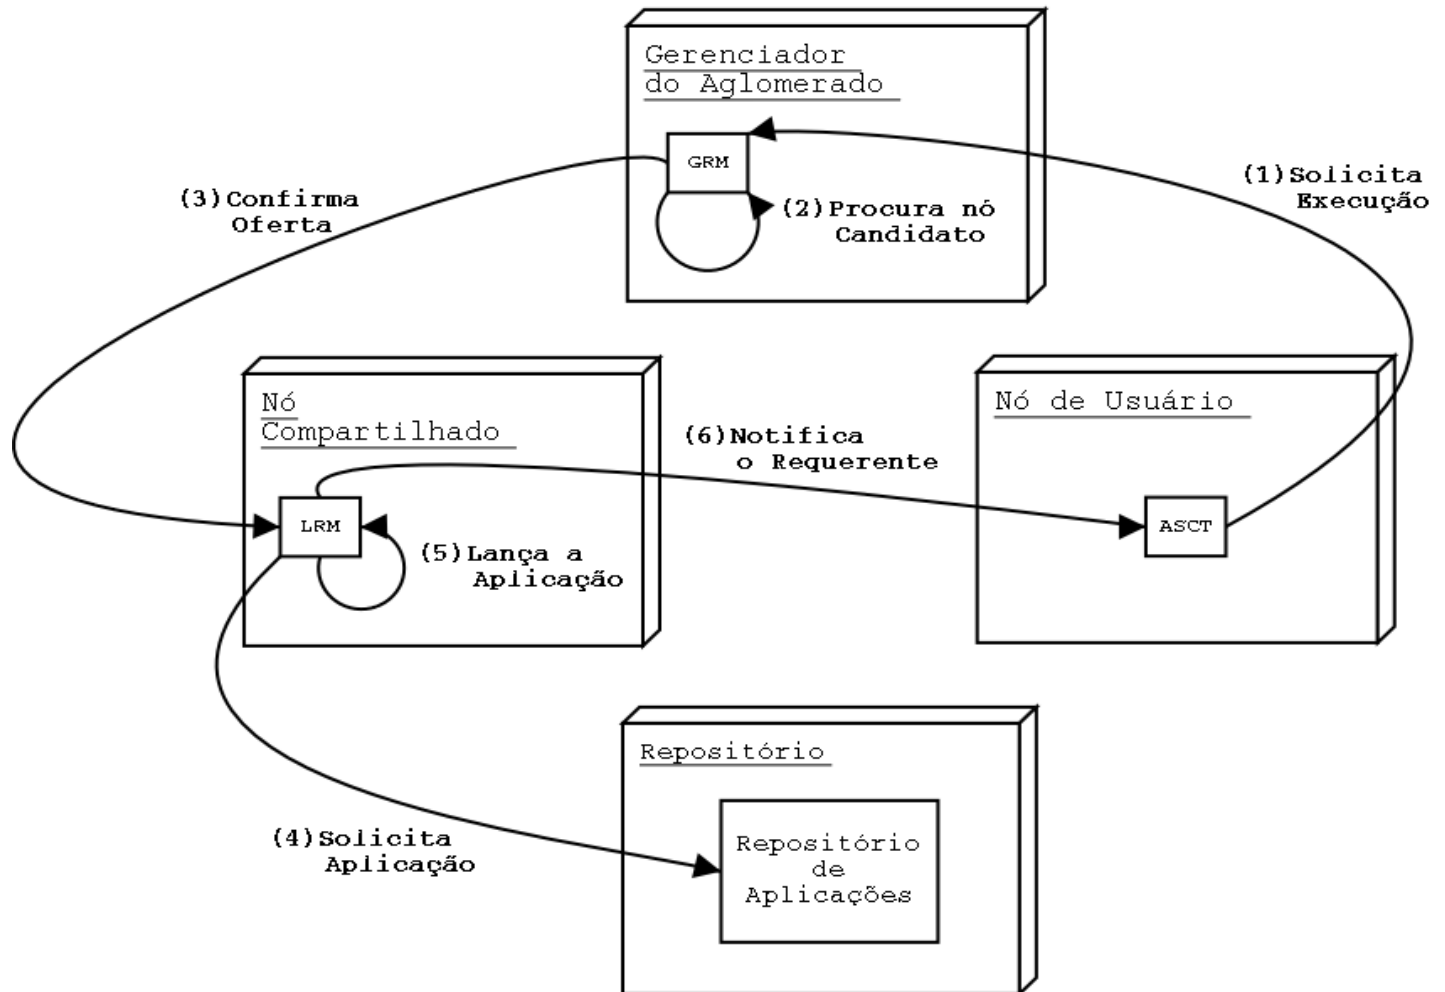 Gerenciador
do Aglomerado
GRM
(1)Solicita
Execução
(3)Confirma
Oferta
(2)Procura nó
Candidato
Nó
Compartilhado
Nó de Usuário
(6)Notifica
o Requerente
LRM
ASCT
(5)Lança a
Aplicação
Repositório
(4)Solicita
Aplicação
Repositório
de
Aplicações